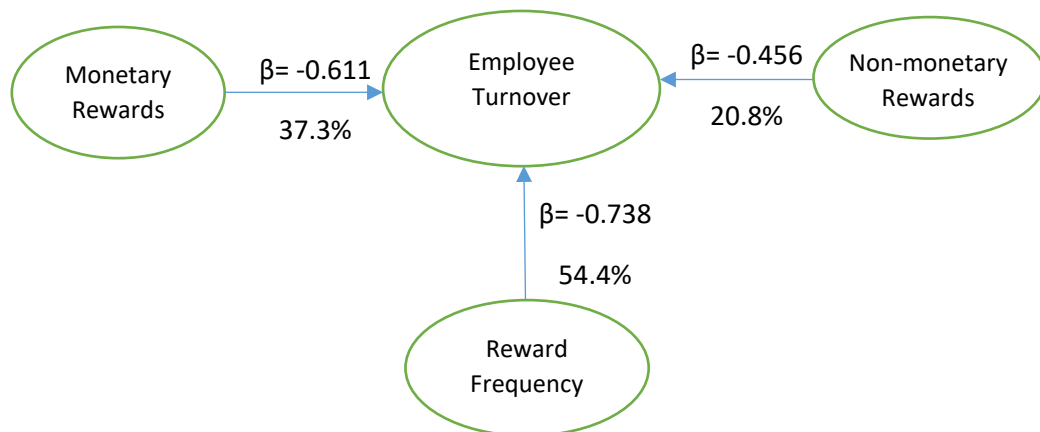 Monetary
Rewards
β= -0.611
37.3%
Employee
Turnover
β= -0.456
20.8%
Non-monetary
Rewards
β= -0.738
54.4%
Reward
Frequency